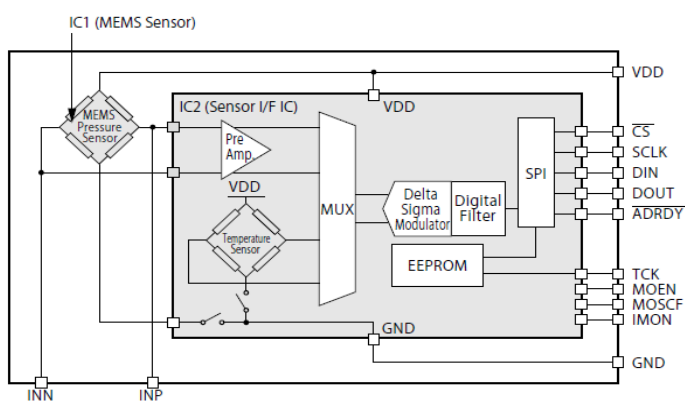 IC1 (MEMS Sensor)
VDD
IC2 (Sensor I/F IC)
VDD
MEMS
Pressure
Sensor
Pre
Amp.
VDD
Temperature
Sensor
MUX
Delta
Sigma
Modulator
Digital
Filter
SPI
EEPROM
CS
SCLK
DIN
DOUT
ADRDY
TCK
MOEN
MOSCF
IMON
GND
GND
INN
INP